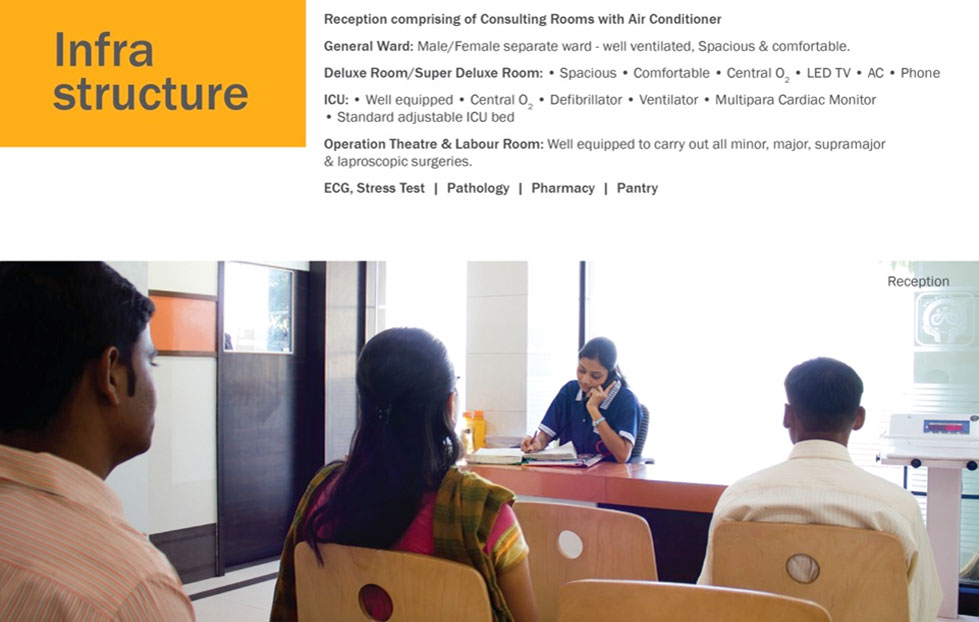 Infra
structure
Reception comprising of Consulting Rooms with Air Conditioner
General Ward: Male/Female separate ward - well ventilated, Spacious & comfortable.
Deluxe Room/Super Deluxe Room: • Spacious • Comfortable • Central O₂ • LED TV • AC • Phone
ICU: • Well equipped • Central O₂ • Defibrillator • Ventilator • Multipara Cardiac Monitor
• Standard adjustable ICU bed
Operation Theatre & Labour Room: Well equipped to carry out all minor, major, supramajor
& laproscopic surgeries.
ECG, Stress Test | Pathology | Pharmacy | Pantry
Reception